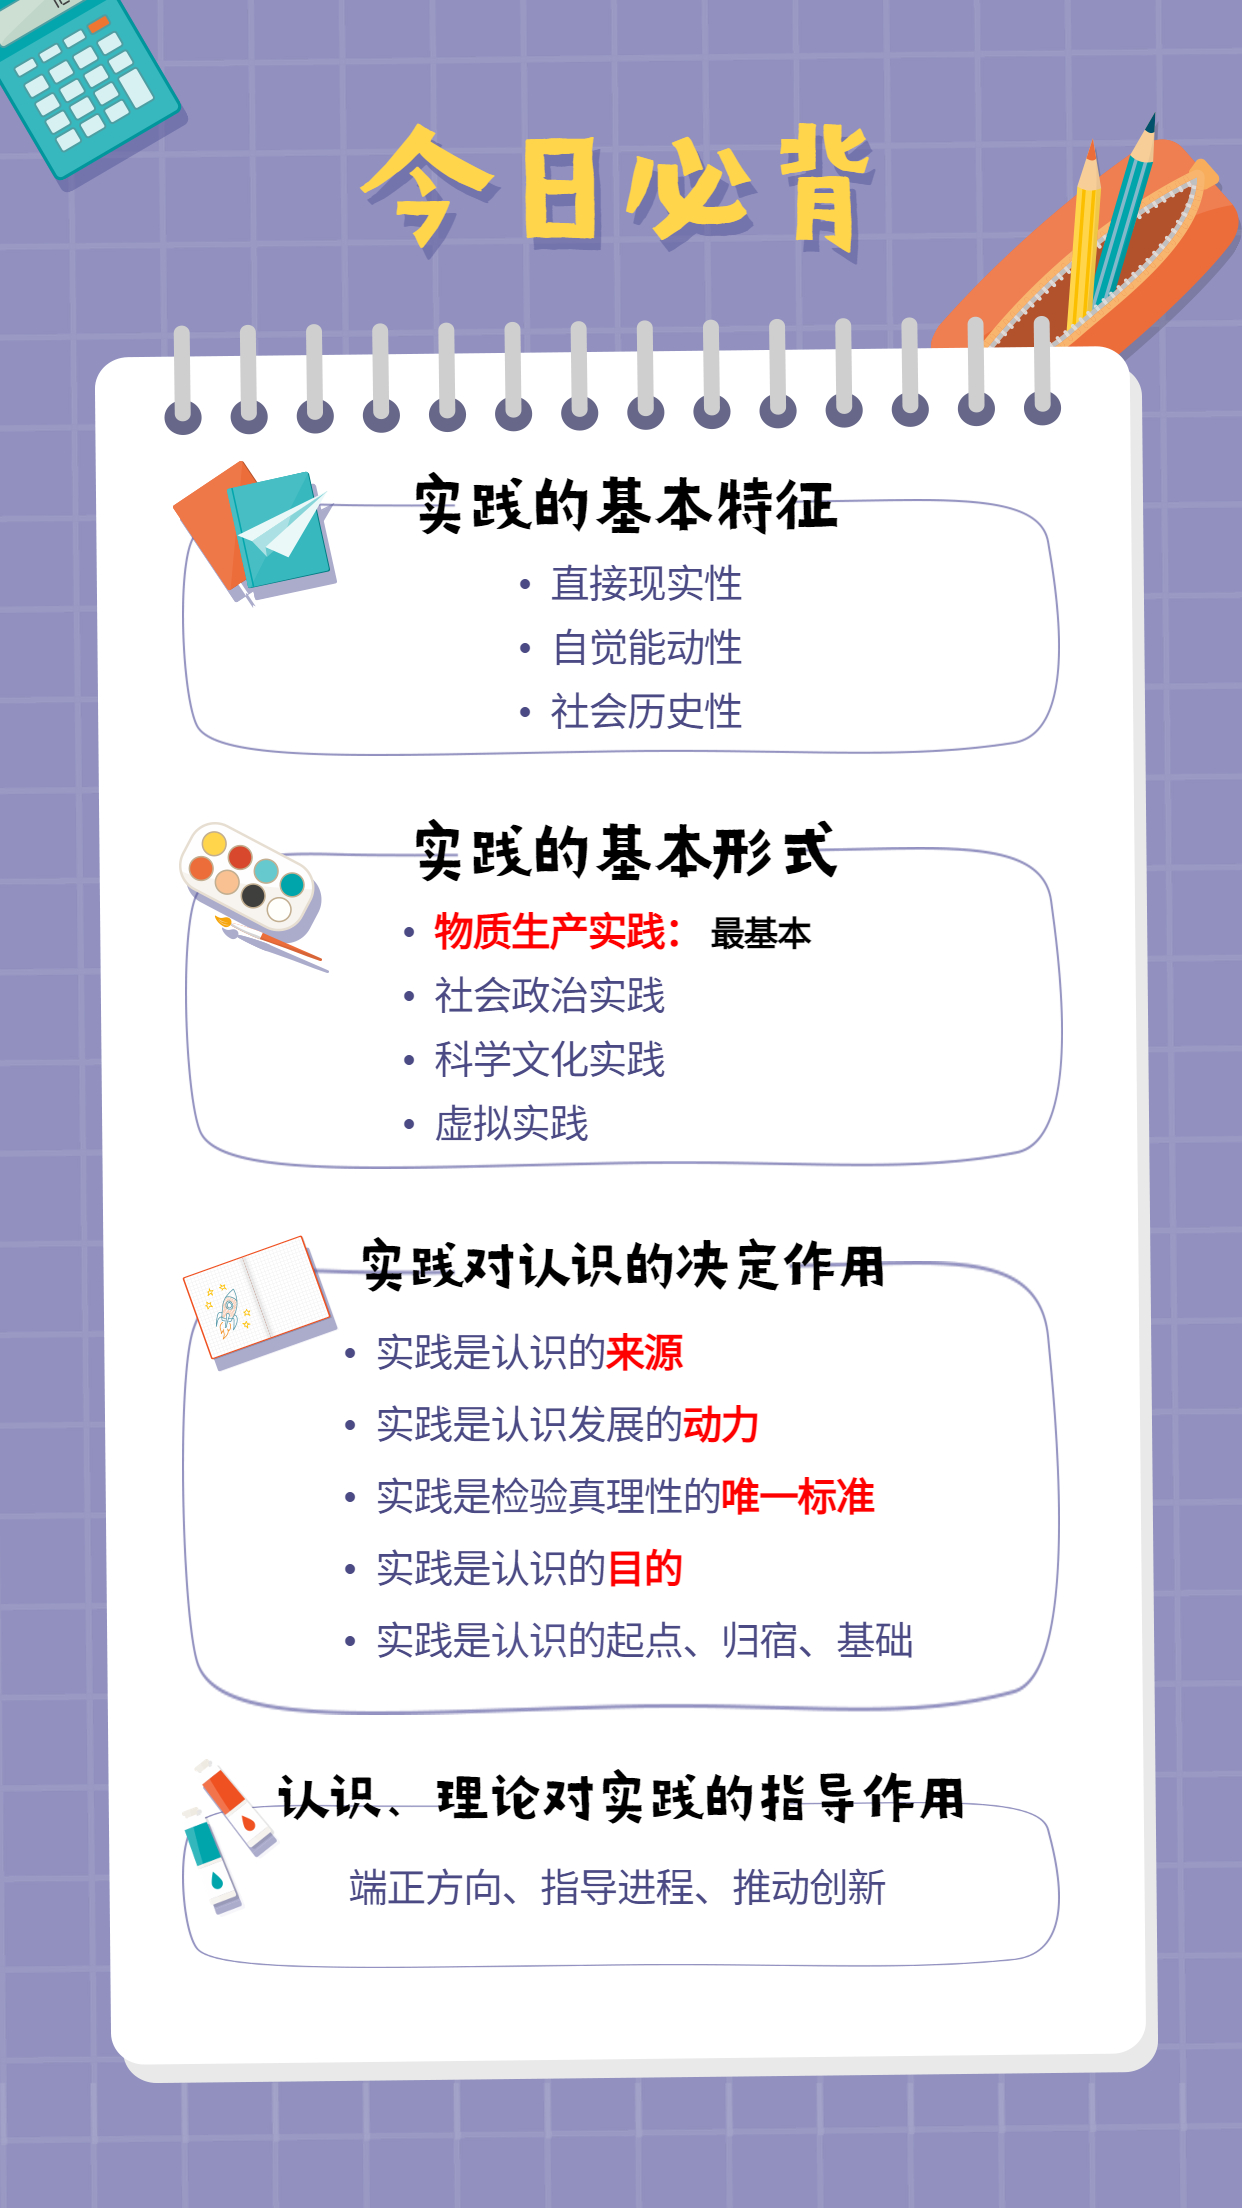 今日必背
实践的基本特征
• 直接现实性
• 自觉能动性
• 社会历史性
实践的基本形式
• 物质生产实践： 最基本
• 社会政治实践
• 科学文化实践
• 虚拟实践
实践对认识的决定作用
• 实践是认识的来源
• 实践是认识发展的动力
• 实践是检验真理性的唯一标准
• 实践是认识的目的
• 实践是认识的起点、归宿、基础
认识、理论对实践的指导作用
端正方向、指导进程、推动创新